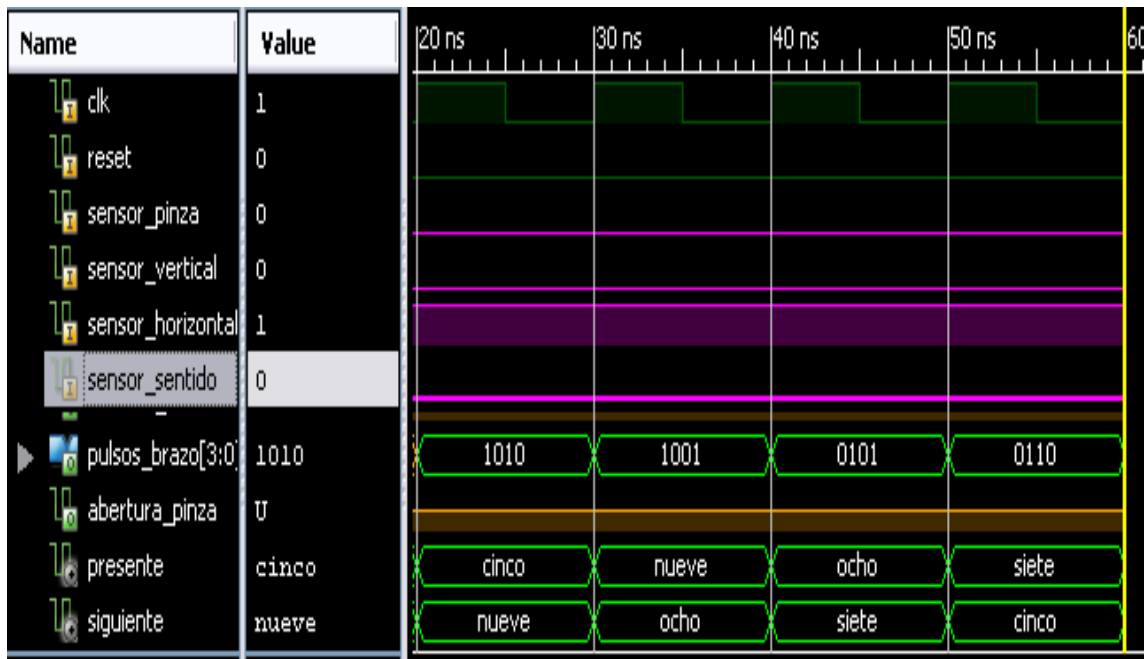 Name Value 20 ns 30 ns 40 ns 50 ns 60
clk 1
reset 0
sensor_pinza 0
sensor_vertical 0
sensor_horizontal 1
sensor_sentido 0
pulsos_brazo[3:0] 1010 1010 1001 0101 0110
abertura_pinza U
presente cinco cinco nueve ocho siete
siguiente nueve nueve ocho siete cinco